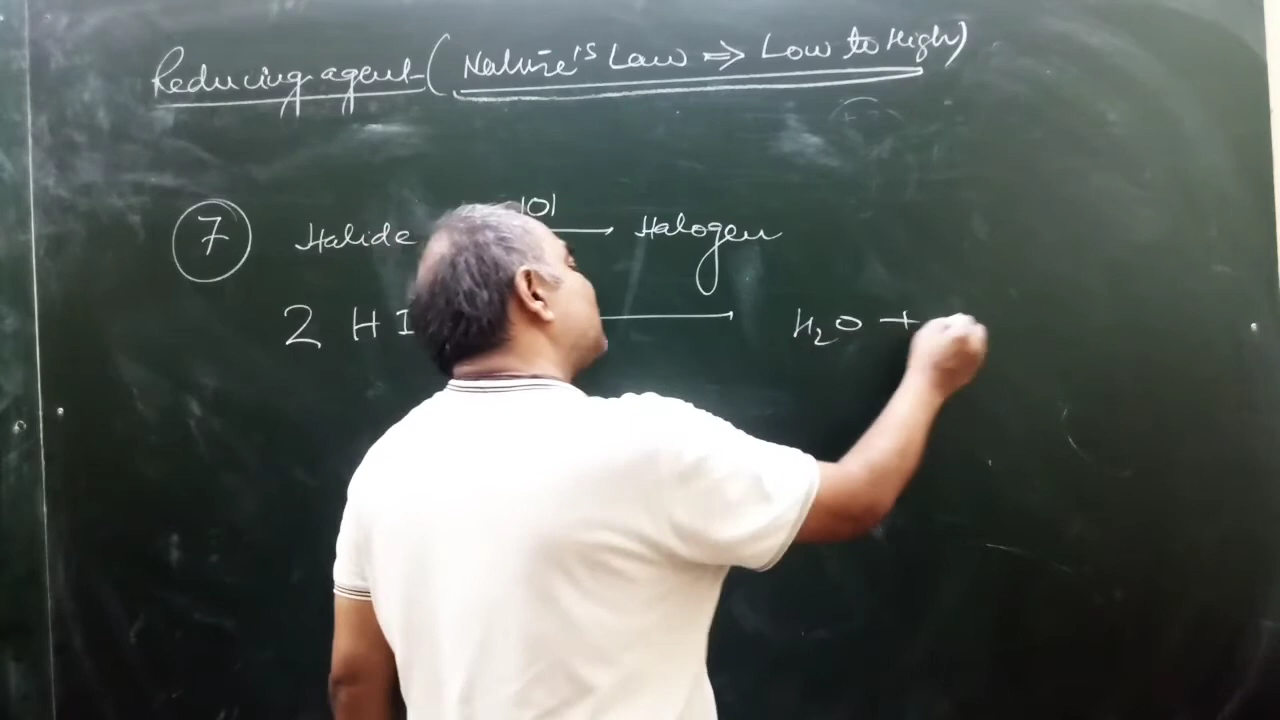 Reducing agent (Nature's Law ⇒ Low to High)
7 Halide |O| → Halogen
2 HI → H₂O +